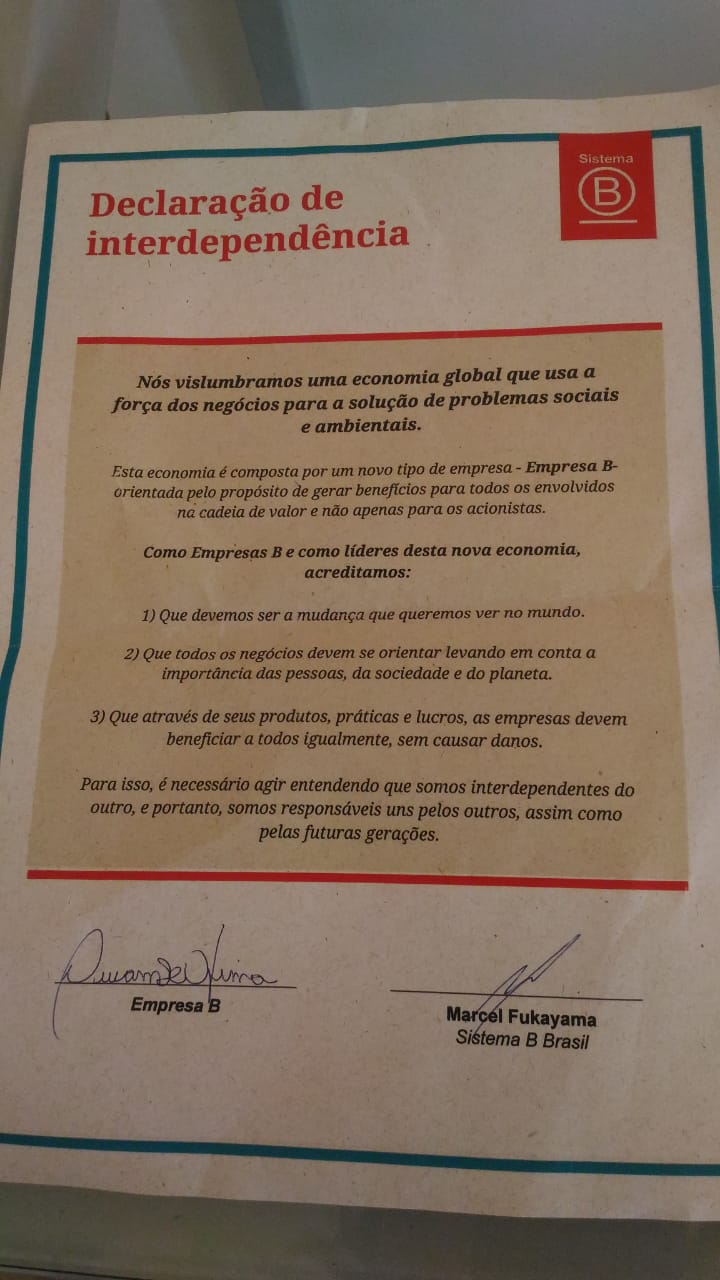 Sistema
B
Declaração de
interdependência
Nós vislumbramos uma economia global que usa a
força dos negócios para a solução de problemas sociais
e ambientais.
Esta economia é composta por um novo tipo de empresa - Empresa B-
orientada pelo propósito de gerar benefícios para todos os envolvidos
na cadeia de valor e não apenas para os acionistas.
Como Empresas B e como líderes desta nova economia,
acreditamos:
1) Que devemos ser a mudança que queremos ver no mundo.
2) Que todos os negócios devem se orientar levando em conta a
importância das pessoas, da sociedade e do planeta.
3) Que através de seus produtos, práticas e lucros, as empresas devem
beneficiar a todos igualmente, sem causar danos.
Para isso, é necessário agir entendendo que somos interdependentes do
outro, e portanto, somos responsáveis uns pelos outros, assim como
pelas futuras gerações.
Empresa B
Marcel Fukayama
Sistema B Brasil